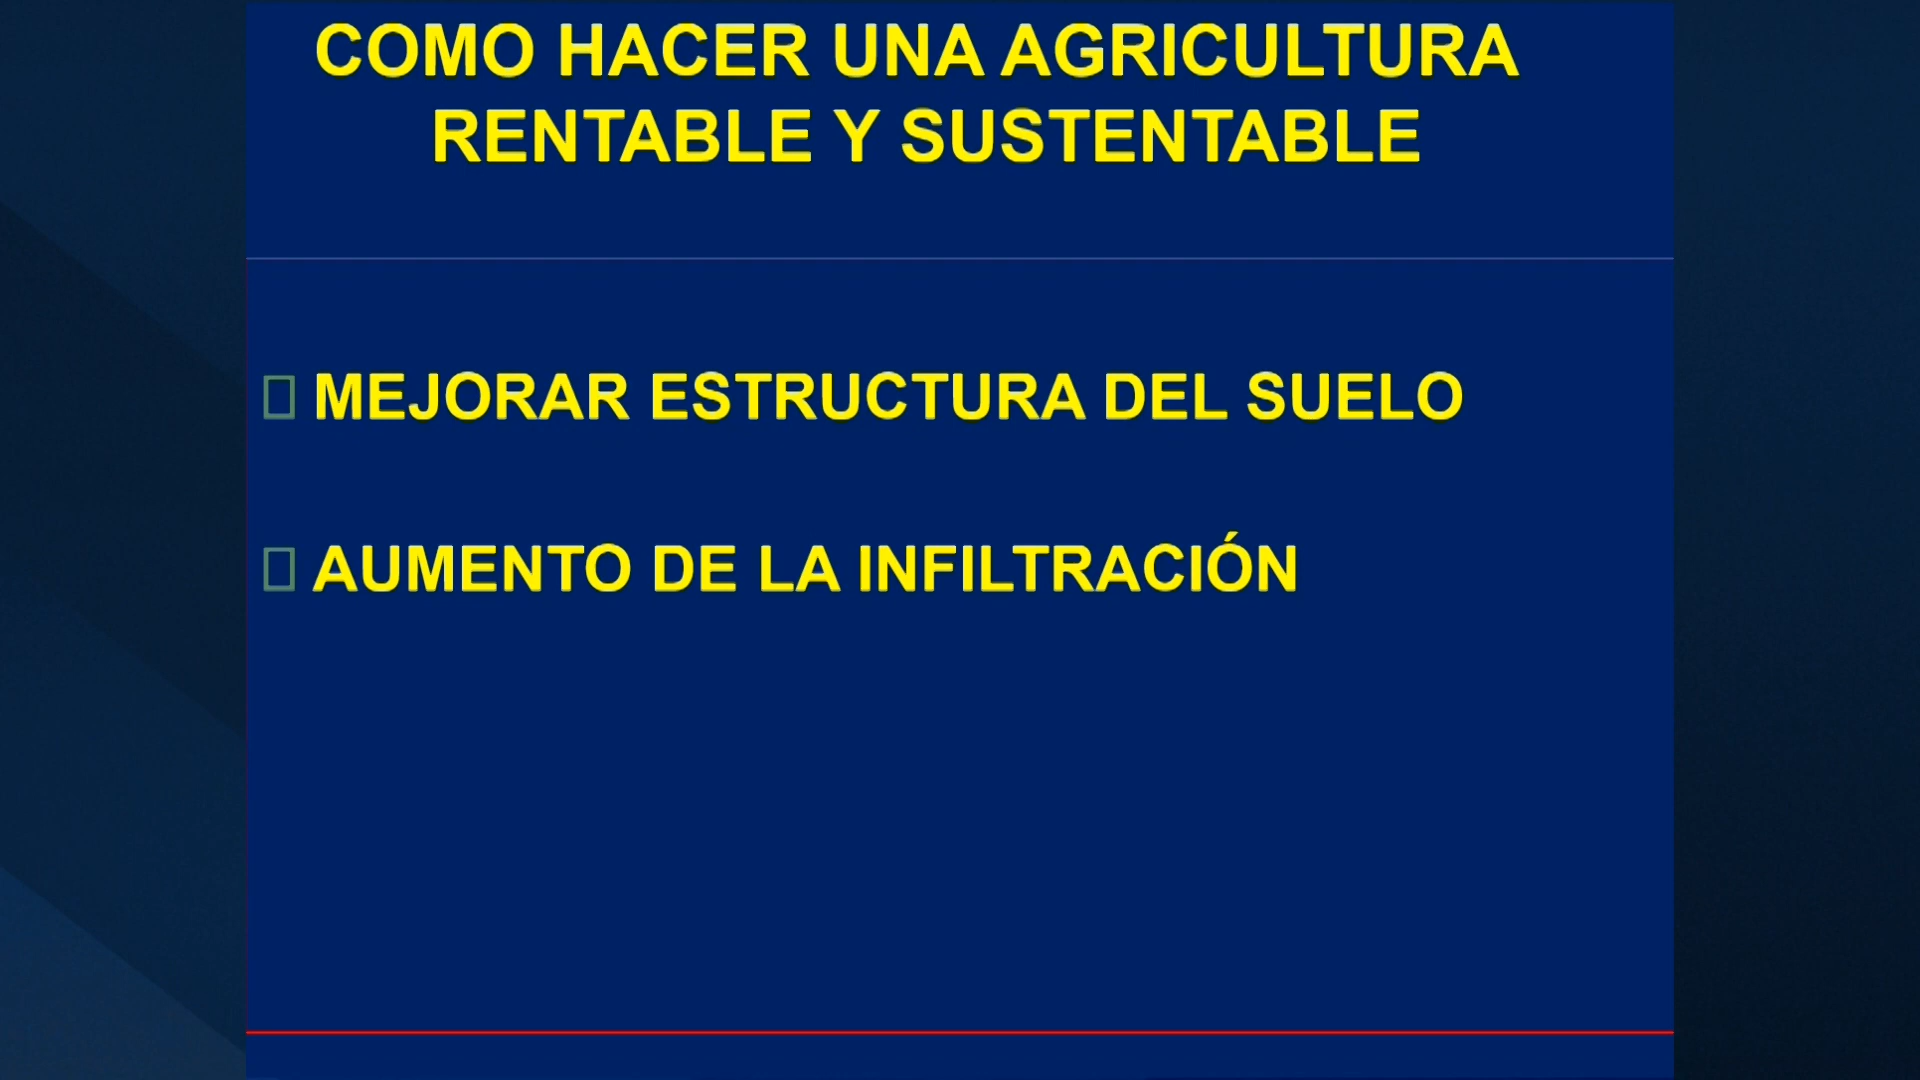 COMO HACER UNA AGRICULTURA
RENTABLE Y SUSTENTABLE
MEJORAR ESTRUCTURA DEL SUELO
AUMENTO DE LA INFILTRACIÓN